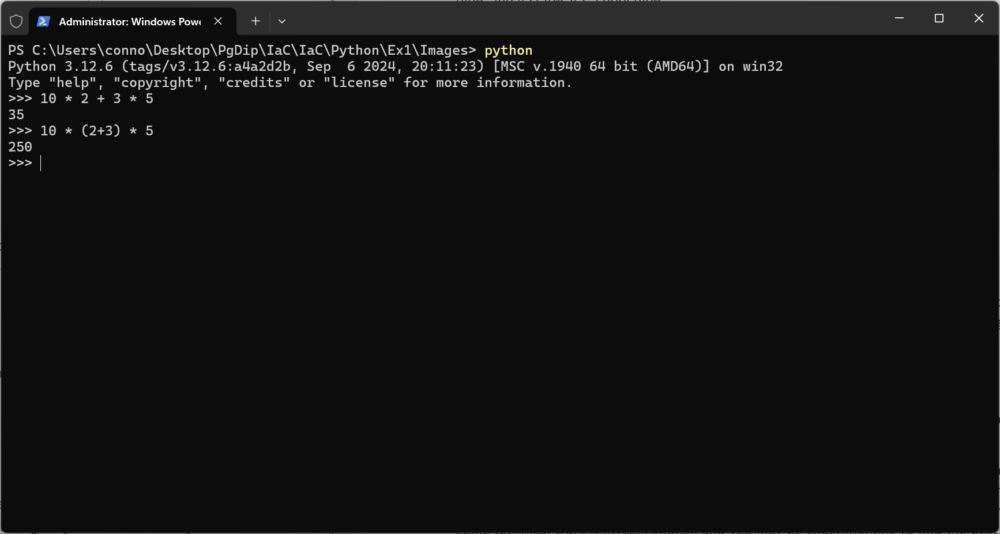 Administrator: Windows Powe
PS C:\Users\conno\Desktop\PgDip\IaC\IaC\Python\Ex1\Images> python
Python 3.12.6 (tags/v3.12.6:a4a2d2b, Sep  6 2024, 20:11:23) [MSC v.1940 64 bit (AMD64)] on win32
Type "help", "copyright", "credits" or "license" for more information.
>>> 10 * 2 + 3 * 5
35
>>> 10 * (2+3) * 5
250
>>>